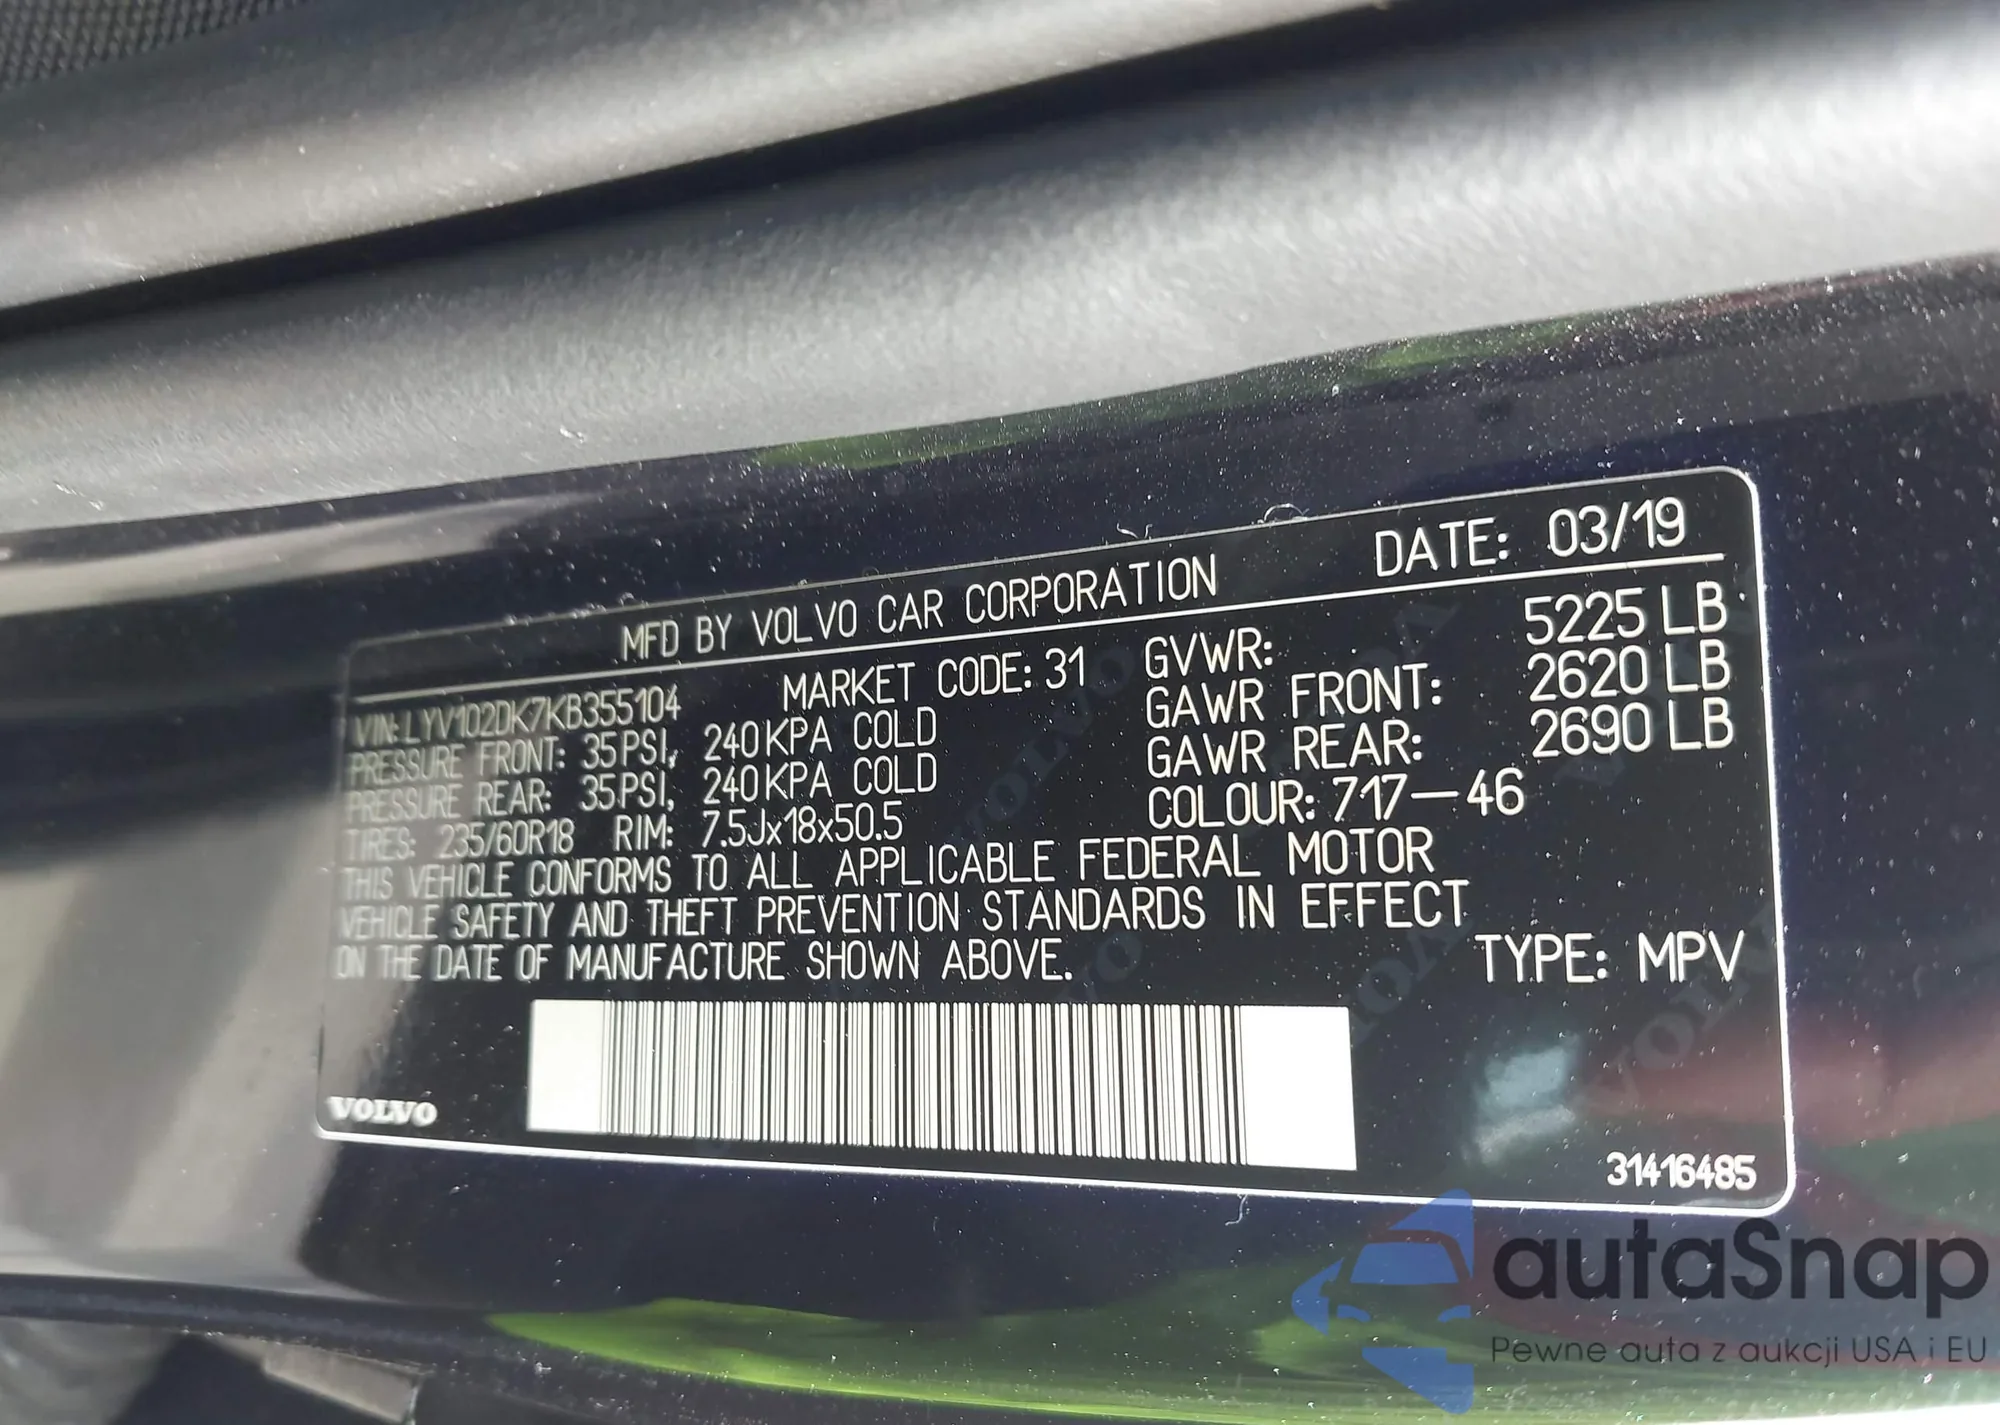 MFD BY VOLVO CAR CORPORATION DATE: 03/19
VIN: LYV102DK7KB355104 MARKET CODE: 31 GVWR: 5225 LB
PRESSURE FRONT: 35PSI, 240KPA COLD GAWR FRONT: 2620 LB
PRESSURE REAR: 35PSI, 240KPA COLD GAWR REAR: 2690 LB
TIRES: 235/60R18 RIM: 7.5Jx18x50.5 COLOUR: 717-46
THIS VEHICLE CONFORMS TO ALL APPLICABLE FEDERAL MOTOR
VEHICLE SAFETY AND THEFT PREVENTION STANDARDS IN EFFECT
ON THE DATE OF MANUFACTURE SHOWN ABOVE. TYPE: MPV
VOLVO
31416485
autaSnap
Pewne auta z aukcji USA i EU